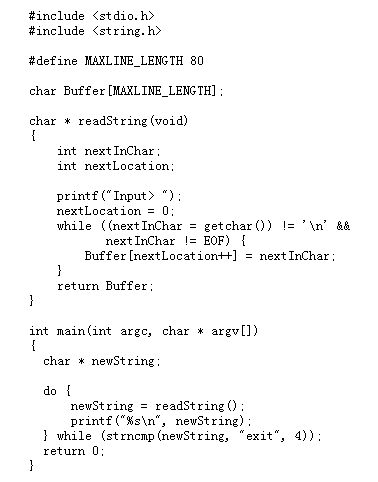 #include <stdio.h>
#include <string.h>

#define MAXLINE_LENGTH 80

char Buffer[MAXLINE_LENGTH];

char * readString(void)
{
    int nextInChar;
    int nextLocation;

    printf("Input> ");
    nextLocation = 0;
    while ((nextInChar = getchar()) != '\n' &&
           nextInChar != EOF) {
        Buffer[nextLocation++] = nextInChar;
    }
    return Buffer;
}

int main(int argc, char * argv[])
{
  char * newString;

  do {
      newString = readString();
      printf("%s\n", newString);
  } while (strncmp(newString, "exit", 4));
  return 0;
}